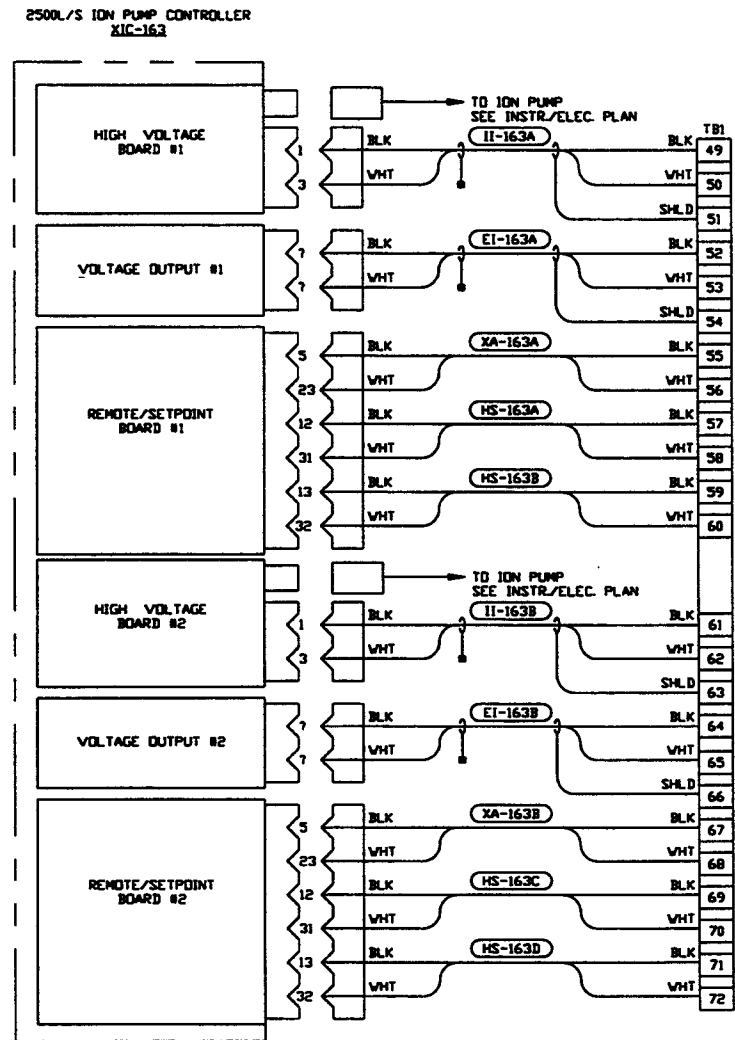 2500L/S ION PUMP CONTROLLER
XIC-163
HIGH VOLTAGE
BOARD #1
TO ION PUMP
SEE INSTR./ELEC. PLAN
TB1
1 BLK II-163A BLK 49
3 WHT WHT 50
SHLD 51
VOLTAGE OUTPUT #1
? BLK EI-163A BLK 52
? WHT WHT 53
SHLD 54
REMOTE/SETPOINT
BOARD #1
5 BLK XA-163A BLK 55
23 WHT WHT 56
12 BLK HS-163A BLK 57
31 WHT WHT 58
13 BLK HS-163B BLK 59
32 WHT WHT 60
HIGH VOLTAGE
BOARD #2
TO ION PUMP
SEE INSTR./ELEC. PLAN
1 BLK II-163B BLK 61
3 WHT WHT 62
SHLD 63
VOLTAGE OUTPUT #2
? BLK EI-163B BLK 64
? WHT WHT 65
SHLD 66
REMOTE/SETPOINT
BOARD #2
5 BLK XA-163B BLK 67
23 WHT WHT 68
12 BLK HS-163C BLK 69
31 WHT WHT 70
13 BLK HS-163D BLK 71
32 WHT WHT 72